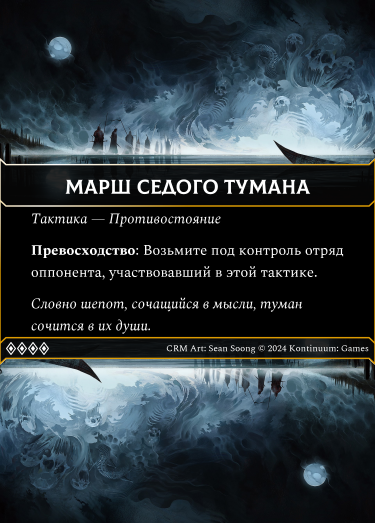 МАРШ СЕДОГО ТУМАНА
Тактика — Противостояние
Превосходство: Возьмите под контроль отряд
оппонента, участвовавший в этой тактике.
Словно шепот, сочащийся в мысли, туман
сочится в их души.
CRM Art: Sean Soong © 2024 Kontinuum: Games